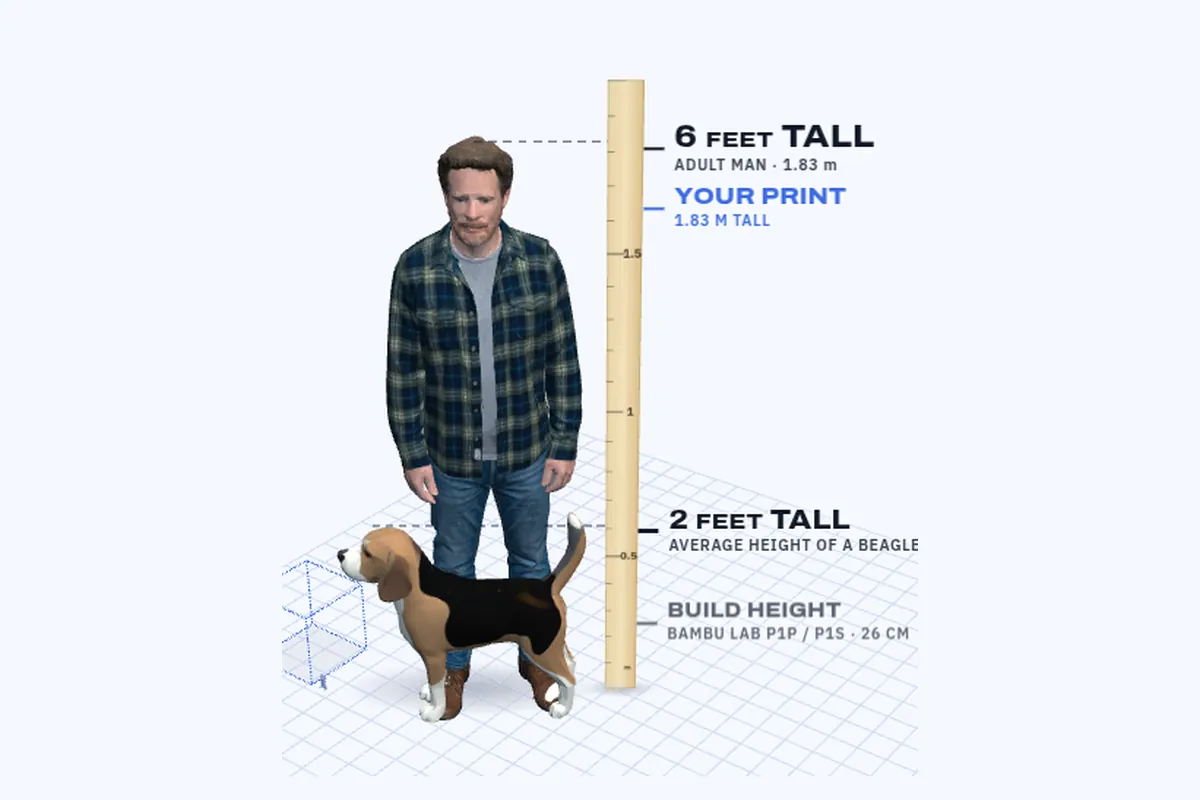 6 FEET TALL
ADULT MAN · 1.83 m
YOUR PRINT
1.83 M TALL
1.5
1
2 FEET TALL
AVERAGE HEIGHT OF A BEAGLE
0.5
BUILD HEIGHT
BAMBU LAB P1P / P1S · 26 CM
m